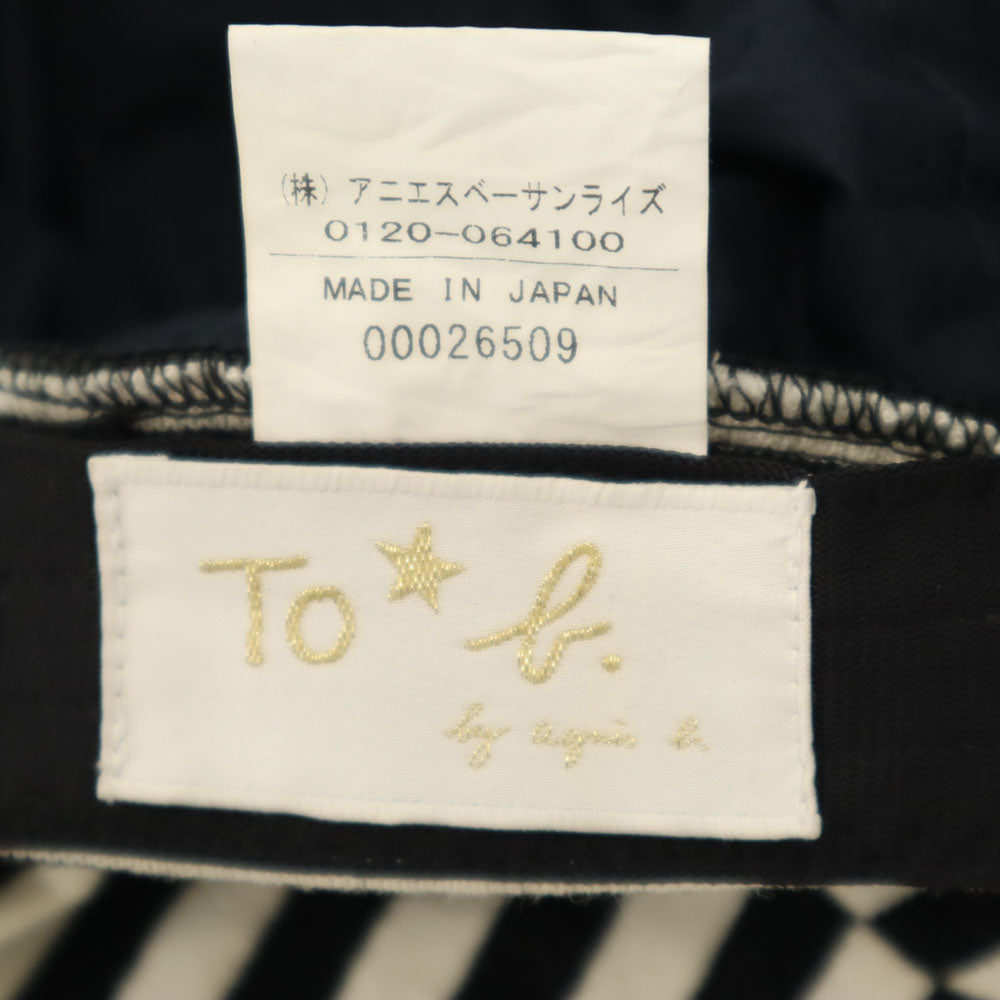 (株) アニエスベーサンライズ
0120-064100
MADE IN JAPAN
00026509
To★b.
by agnès b.